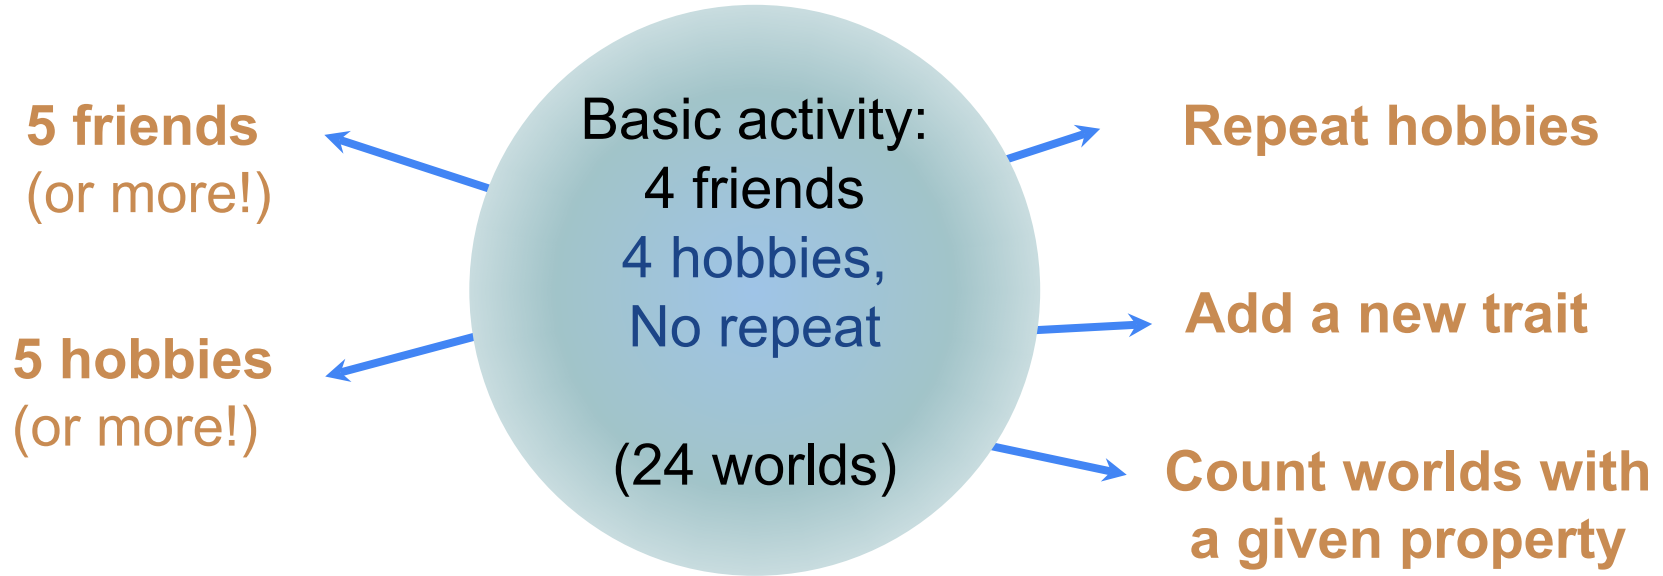 5 friends
(or more!)
5 hobbies
(or more!)
Basic activity:
4 friends
4 hobbies,
No repeat
(24 worlds)
Repeat hobbies
Add a new trait
Count worlds with
a given property